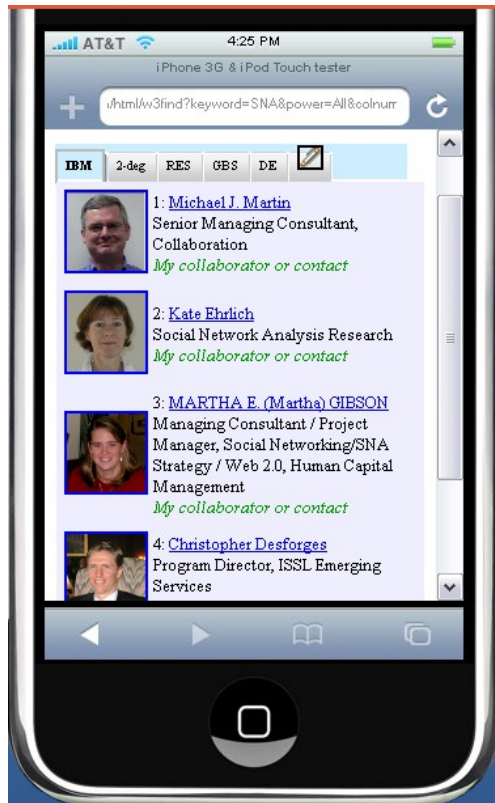 AT&T 4:25 PM
iPhone 3G & iPod Touch tester
/html/w3find?keyword=SNA&power=All&colnum
IBM 2-deg RES GBS DE
1: Michael J. Martin
Senior Managing Consultant,
Collaboration
My collaborator or contact
2: Kate Ehrlich
Social Network Analysis Research
My collaborator or contact
3: MARTHA E. (Martha) GIBSON
Managing Consultant / Project
Manager, Social Networking/SNA
Strategy / Web 2.0, Human Capital
Management
My collaborator or contact
4: Christopher Desforges
Program Director, ISSL Emerging
Services